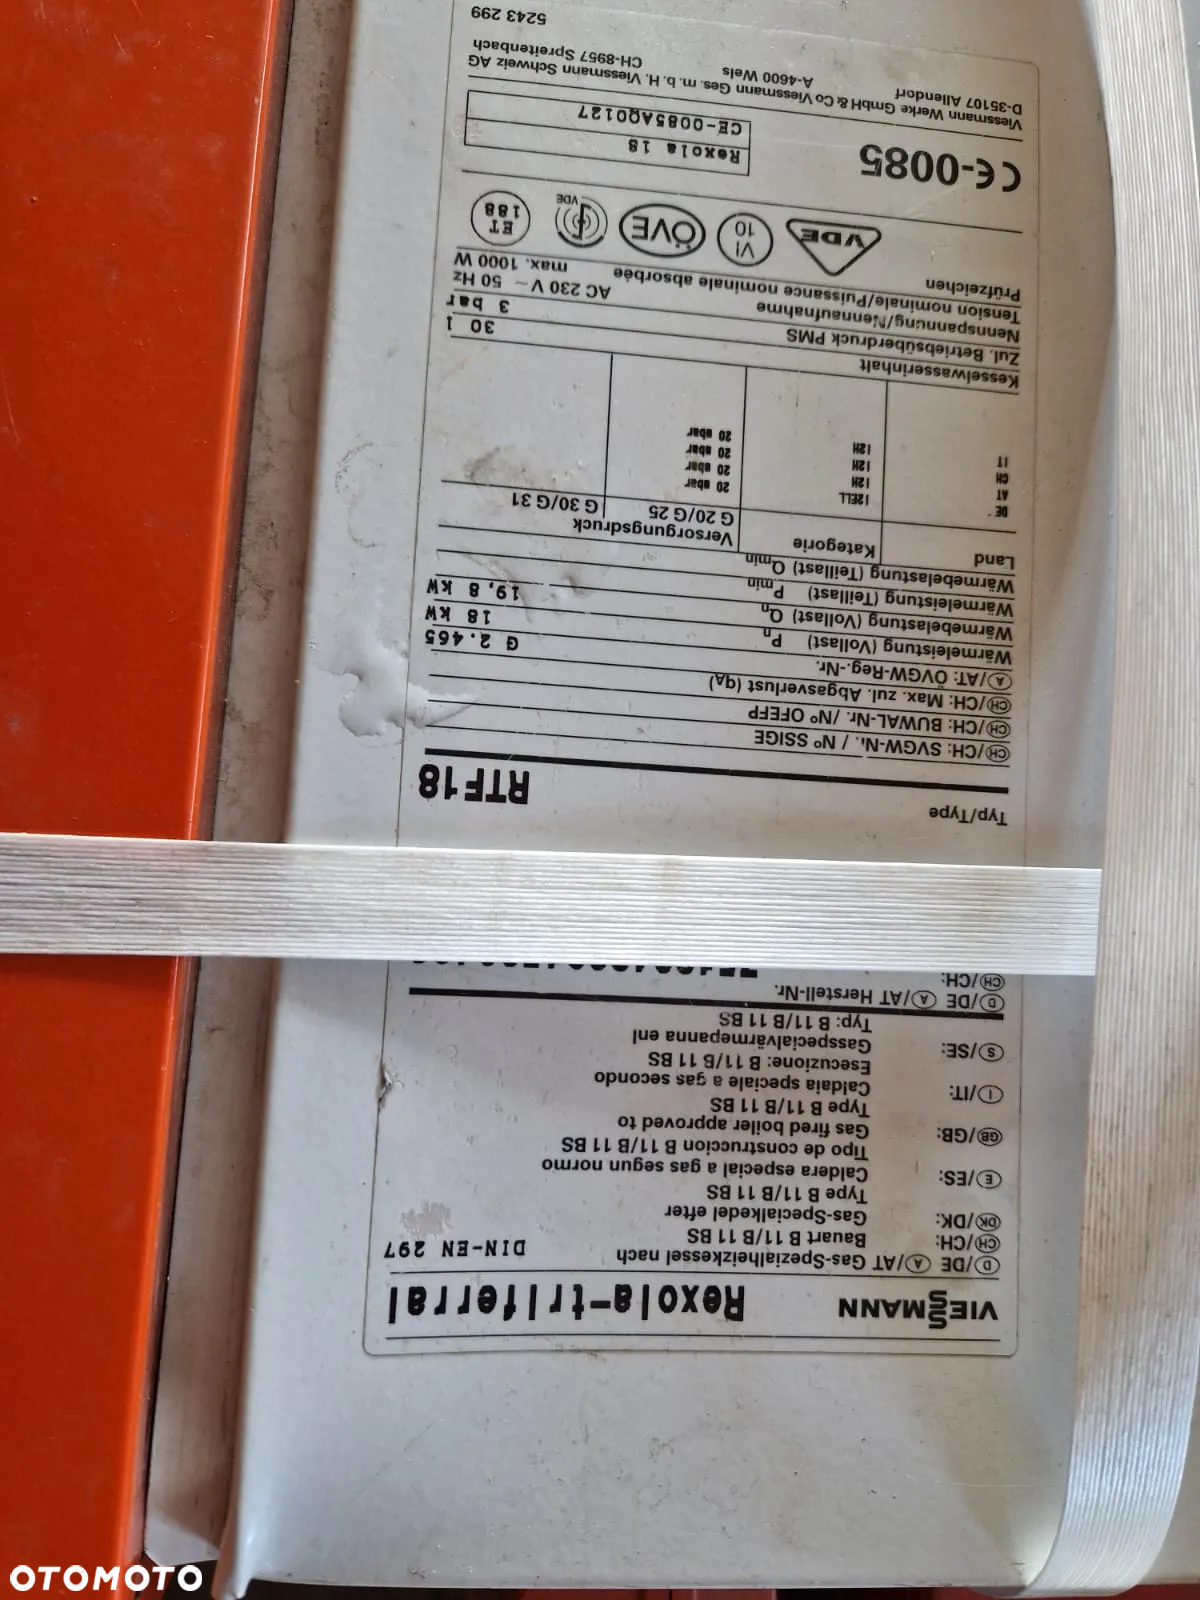 VIESSMANN Rexola-triferral
D/DE A/AT Gas-Spezialheizkessel nach DIN-EN 297
CH/CH: Bauart B 11/B 11 BS
DK/DK: Gas-Specialkedel efter
Type B 11/B 11 BS
E/ES: Caldera especial a gas segun normo
Tipo de construccion B 11/B 11 BS
GB/GB: Gas fired boiler approved to
Type B 11/B 11 BS
I/IT: Caldaia speciale a gas secondo
Esecuzione: B 11/B 11 BS
S/SE: Gasspecialvärmepanna enl
Typ: B 11/B 11 BS
D/DE A/AT Herstell-Nr.
CH/CH:
Typ/Type RTF18
CH/CH: SVGW-Nr. / N° SSIGE
CH/CH: BUWAL-Nr. /N° OFEFP
CH/CH: Max. zul. Abgasverlust (qA)
A/AT: ÖVGW-Reg.-Nr. G 2.465
Wärmeleistung (Vollast) Pn 18 kW
Wärmebelastung (Vollast) Qn 19,8 kW
Wärmeleistung (Teillast) Pmin
Wärmebelastung (Teillast) Qmin
Land Kategorie Versorgungsdruck
G 20/G 25 G 30/G 31
DE I2ELL 20 mbar
AT I2H 20 mbar
CH I2H 20 mbar
IT I2H 20 mbar
Kesselwasserinhalt 30 l
Zul. Betriebsüberdruck PMS 3 bar
Nennspannung/Nennaufnahme AC 230 V ~ 50 Hz
Tension nominale/Puissance nominale absorbée max. 1000 W
Prüfzeichen
VDE VI 10 ÖVE VDE ET 188
CE-0085 Rexola 18
CE-0085AQ0127
Viessmann Werke GmbH & Co Viessmann Ges. m. b. H. Viessmann Schweiz AG
D-35107 Allendorf A-4600 Wels CH-8957 Spreitenbach
5243 299
OTOMOTO